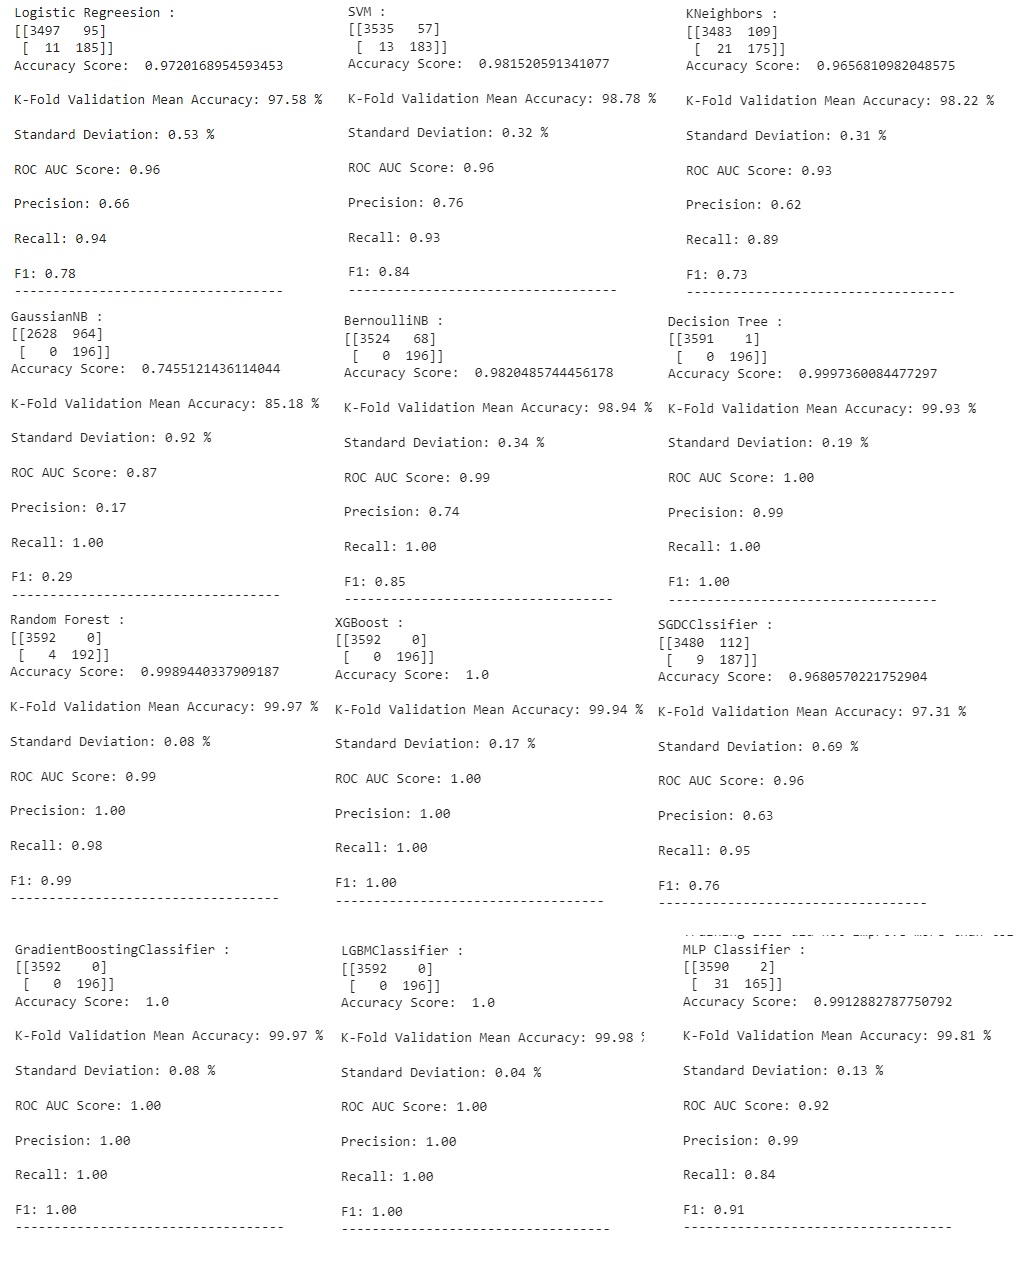 Logistic Regreesion :
[[3497   95]
 [  11  185]]
Accuracy Score:  0.9720168954593453
K-Fold Validation Mean Accuracy: 97.58 %
Standard Deviation: 0.53 %
ROC AUC Score: 0.96
Precision: 0.66
Recall: 0.94
F1: 0.78
-----------------------------------
SVM :
[[3535   57]
 [  13  183]]
Accuracy Score:  0.981520591341077
K-Fold Validation Mean Accuracy: 98.78 %
Standard Deviation: 0.32 %
ROC AUC Score: 0.96
Precision: 0.76
Recall: 0.93
F1: 0.84
-----------------------------------
KNeighbors :
[[3483  109]
 [  21  175]]
Accuracy Score:  0.9656810982048575
K-Fold Validation Mean Accuracy: 98.22 %
Standard Deviation: 0.31 %
ROC AUC Score: 0.93
Precision: 0.62
Recall: 0.89
F1: 0.73
-----------------------------------
GaussianNB :
[[2628  964]
 [   0  196]]
Accuracy Score:  0.7455121436114044
K-Fold Validation Mean Accuracy: 85.18 %
Standard Deviation: 0.92 %
ROC AUC Score: 0.87
Precision: 0.17
Recall: 1.00
F1: 0.29
-----------------------------------
BernoulliNB :
[[3524   68]
 [   0  196]]
Accuracy Score:  0.9820485744456178
K-Fold Validation Mean Accuracy: 98.94 %
Standard Deviation: 0.34 %
ROC AUC Score: 0.99
Precision: 0.74
Recall: 1.00
F1: 0.85
-----------------------------------
Decision Tree :
[[3591    1]
 [   0  196]]
Accuracy Score:  0.9997360084477297
K-Fold Validation Mean Accuracy: 99.93 %
Standard Deviation: 0.19 %
ROC AUC Score: 1.00
Precision: 0.99
Recall: 1.00
F1: 1.00
-----------------------------------
Random Forest :
[[3592    0]
 [   4  192]]
Accuracy Score:  0.9989440337909187
K-Fold Validation Mean Accuracy: 99.97 %
Standard Deviation: 0.08 %
ROC AUC Score: 0.99
Precision: 1.00
Recall: 0.98
F1: 0.99
-----------------------------------
XGBoost :
[[3592    0]
 [   0  196]]
Accuracy Score:  1.0
K-Fold Validation Mean Accuracy: 99.94 %
Standard Deviation: 0.17 %
ROC AUC Score: 1.00
Precision: 1.00
Recall: 1.00
F1: 1.00
-----------------------------------
SGDCClssifier :
[[3480  112]
 [   9  187]]
Accuracy Score:  0.9680570221752904
K-Fold Validation Mean Accuracy: 97.31 %
Standard Deviation: 0.69 %
ROC AUC Score: 0.96
Precision: 0.63
Recall: 0.95
F1: 0.76
-----------------------------------
GradientBoostingClassifier :
[[3592    0]
 [   0  196]]
Accuracy Score:  1.0
K-Fold Validation Mean Accuracy: 99.97 %
Standard Deviation: 0.08 %
ROC AUC Score: 1.00
Precision: 1.00
Recall: 1.00
F1: 1.00
-----------------------------------
LGBMClassifier :
[[3592    0]
 [   0  196]]
Accuracy Score:  1.0
K-Fold Validation Mean Accuracy: 99.98
Standard Deviation: 0.04 %
ROC AUC Score: 1.00
Precision: 1.00
Recall: 1.00
F1: 1.00
-----------------------------------
MLP Classifier :
[[3590    2]
 [  31  165]]
Accuracy Score:  0.9912882787750792
K-Fold Validation Mean Accuracy: 99.81 %
Standard Deviation: 0.13 %
ROC AUC Score: 0.92
Precision: 0.99
Recall: 0.84
F1: 0.91
-----------------------------------